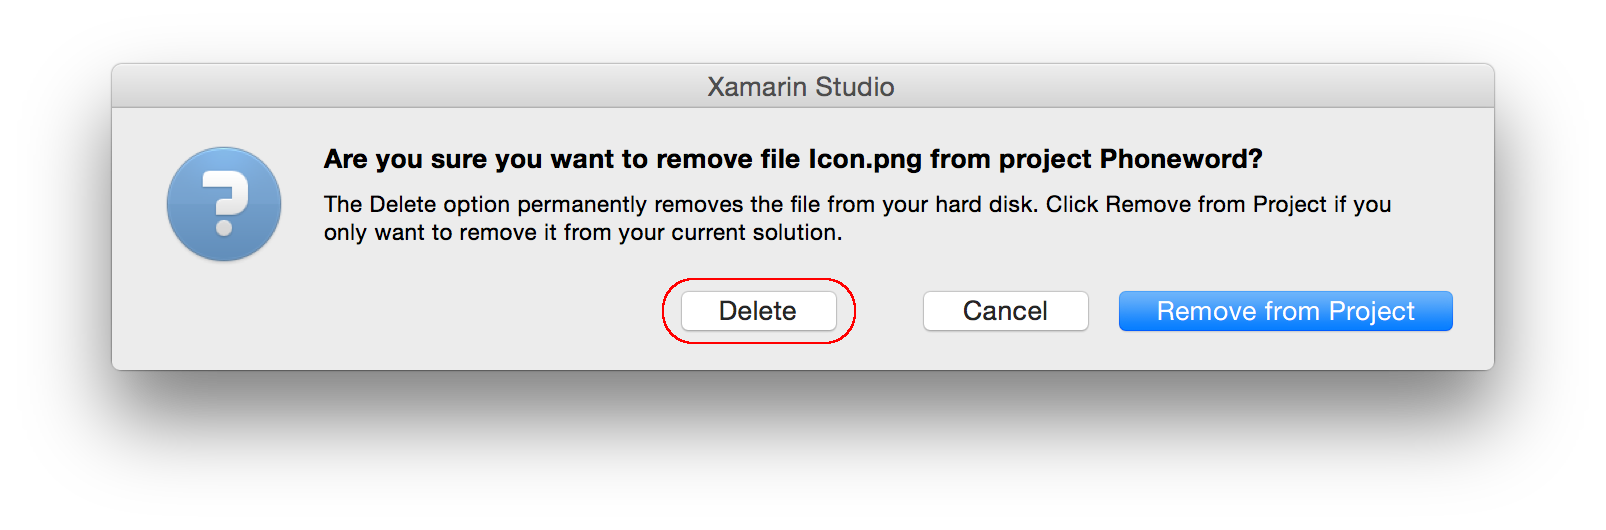 Xamarin Studio
Are you sure you want to remove file Icon.png from project Phoneword?
The Delete option permanently removes the file from your hard disk. Click Remove from Project if you
only want to remove it from your current solution.
Delete Cancel Remove from Project